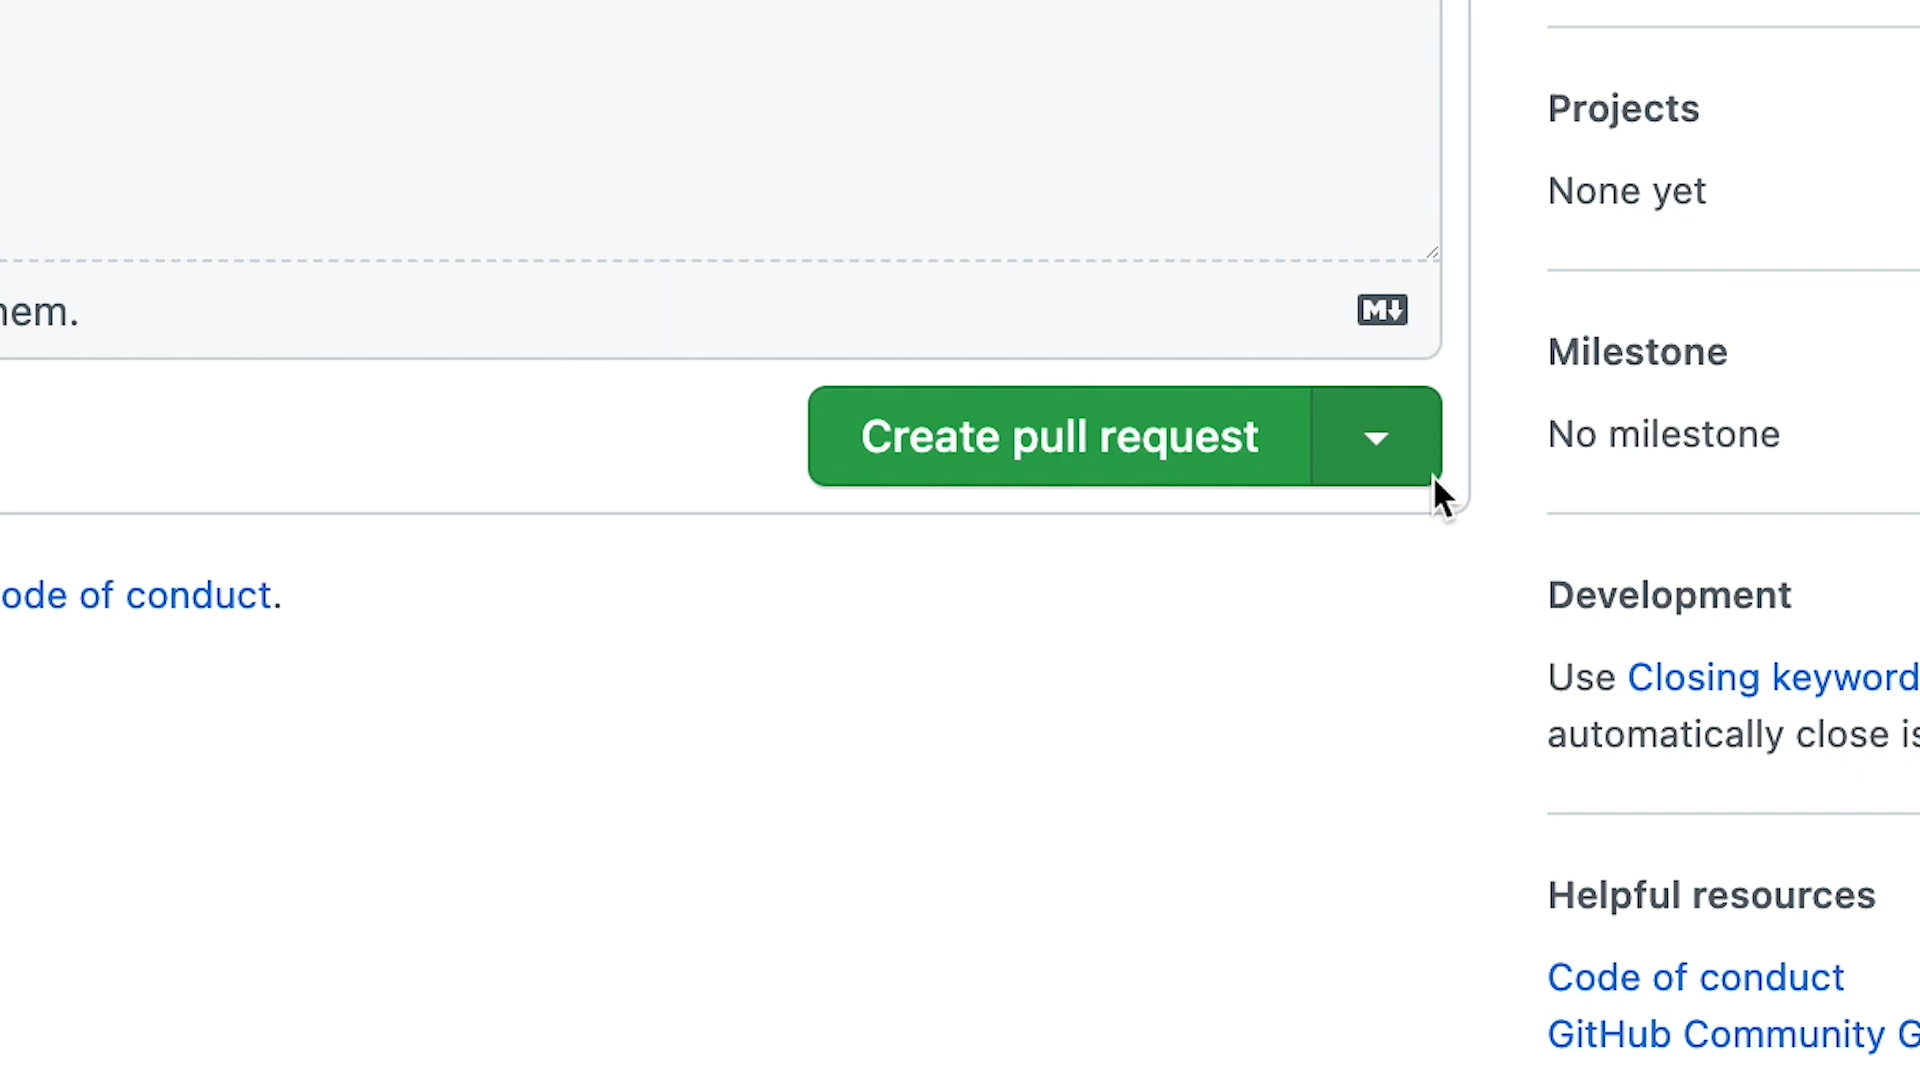 hem.
M
Create pull request
ode of conduct.
Projects
None yet
Milestone
No milestone
Development
Use Closing keyword
automatically close is
Helpful resources
Code of conduct
GitHub Community G